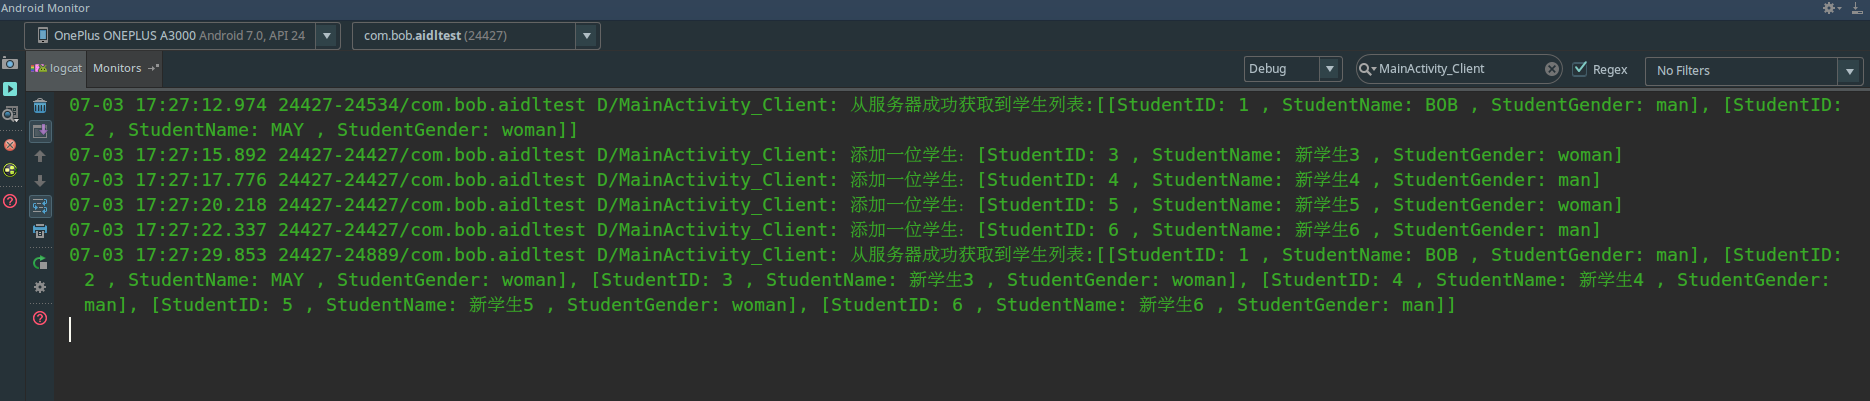 Android Monitor
OnePlus ONEPLUS A3000 Android 7.0, API 24
com.bob.aidltest (24427)
logcat
Monitors
Debug
MainActivity_Client
Regex
No Filters
07-03 17:27:12.974 24427-24534/com.bob.aidltest D/MainActivity_Client: 从服务器成功获取到学生列表:[[StudentID: 1 , StudentName: BOB , StudentGender: man], [StudentID:
2 , StudentName: MAY , StudentGender: woman]]
07-03 17:27:15.892 24427-24427/com.bob.aidltest D/MainActivity_Client: 添加一位学生：[StudentID: 3 , StudentName: 新学生3 , StudentGender: woman]
07-03 17:27:17.776 24427-24427/com.bob.aidltest D/MainActivity_Client: 添加一位学生：[StudentID: 4 , StudentName: 新学生4 , StudentGender: man]
07-03 17:27:20.218 24427-24427/com.bob.aidltest D/MainActivity_Client: 添加一位学生：[StudentID: 5 , StudentName: 新学生5 , StudentGender: woman]
07-03 17:27:22.337 24427-24427/com.bob.aidltest D/MainActivity_Client: 添加一位学生：[StudentID: 6 , StudentName: 新学生6 , StudentGender: man]
07-03 17:27:29.853 24427-24889/com.bob.aidltest D/MainActivity_Client: 从服务器成功获取到学生列表:[[StudentID: 1 , StudentName: BOB , StudentGender: man], [StudentID:
2 , StudentName: MAY , StudentGender: woman], [StudentID: 3 , StudentName: 新学生3 , StudentGender: woman], [StudentID: 4 , StudentName: 新学生4 , StudentGender:
man], [StudentID: 5 , StudentName: 新学生5 , StudentGender: woman], [StudentID: 6 , StudentName: 新学生6 , StudentGender: man]]